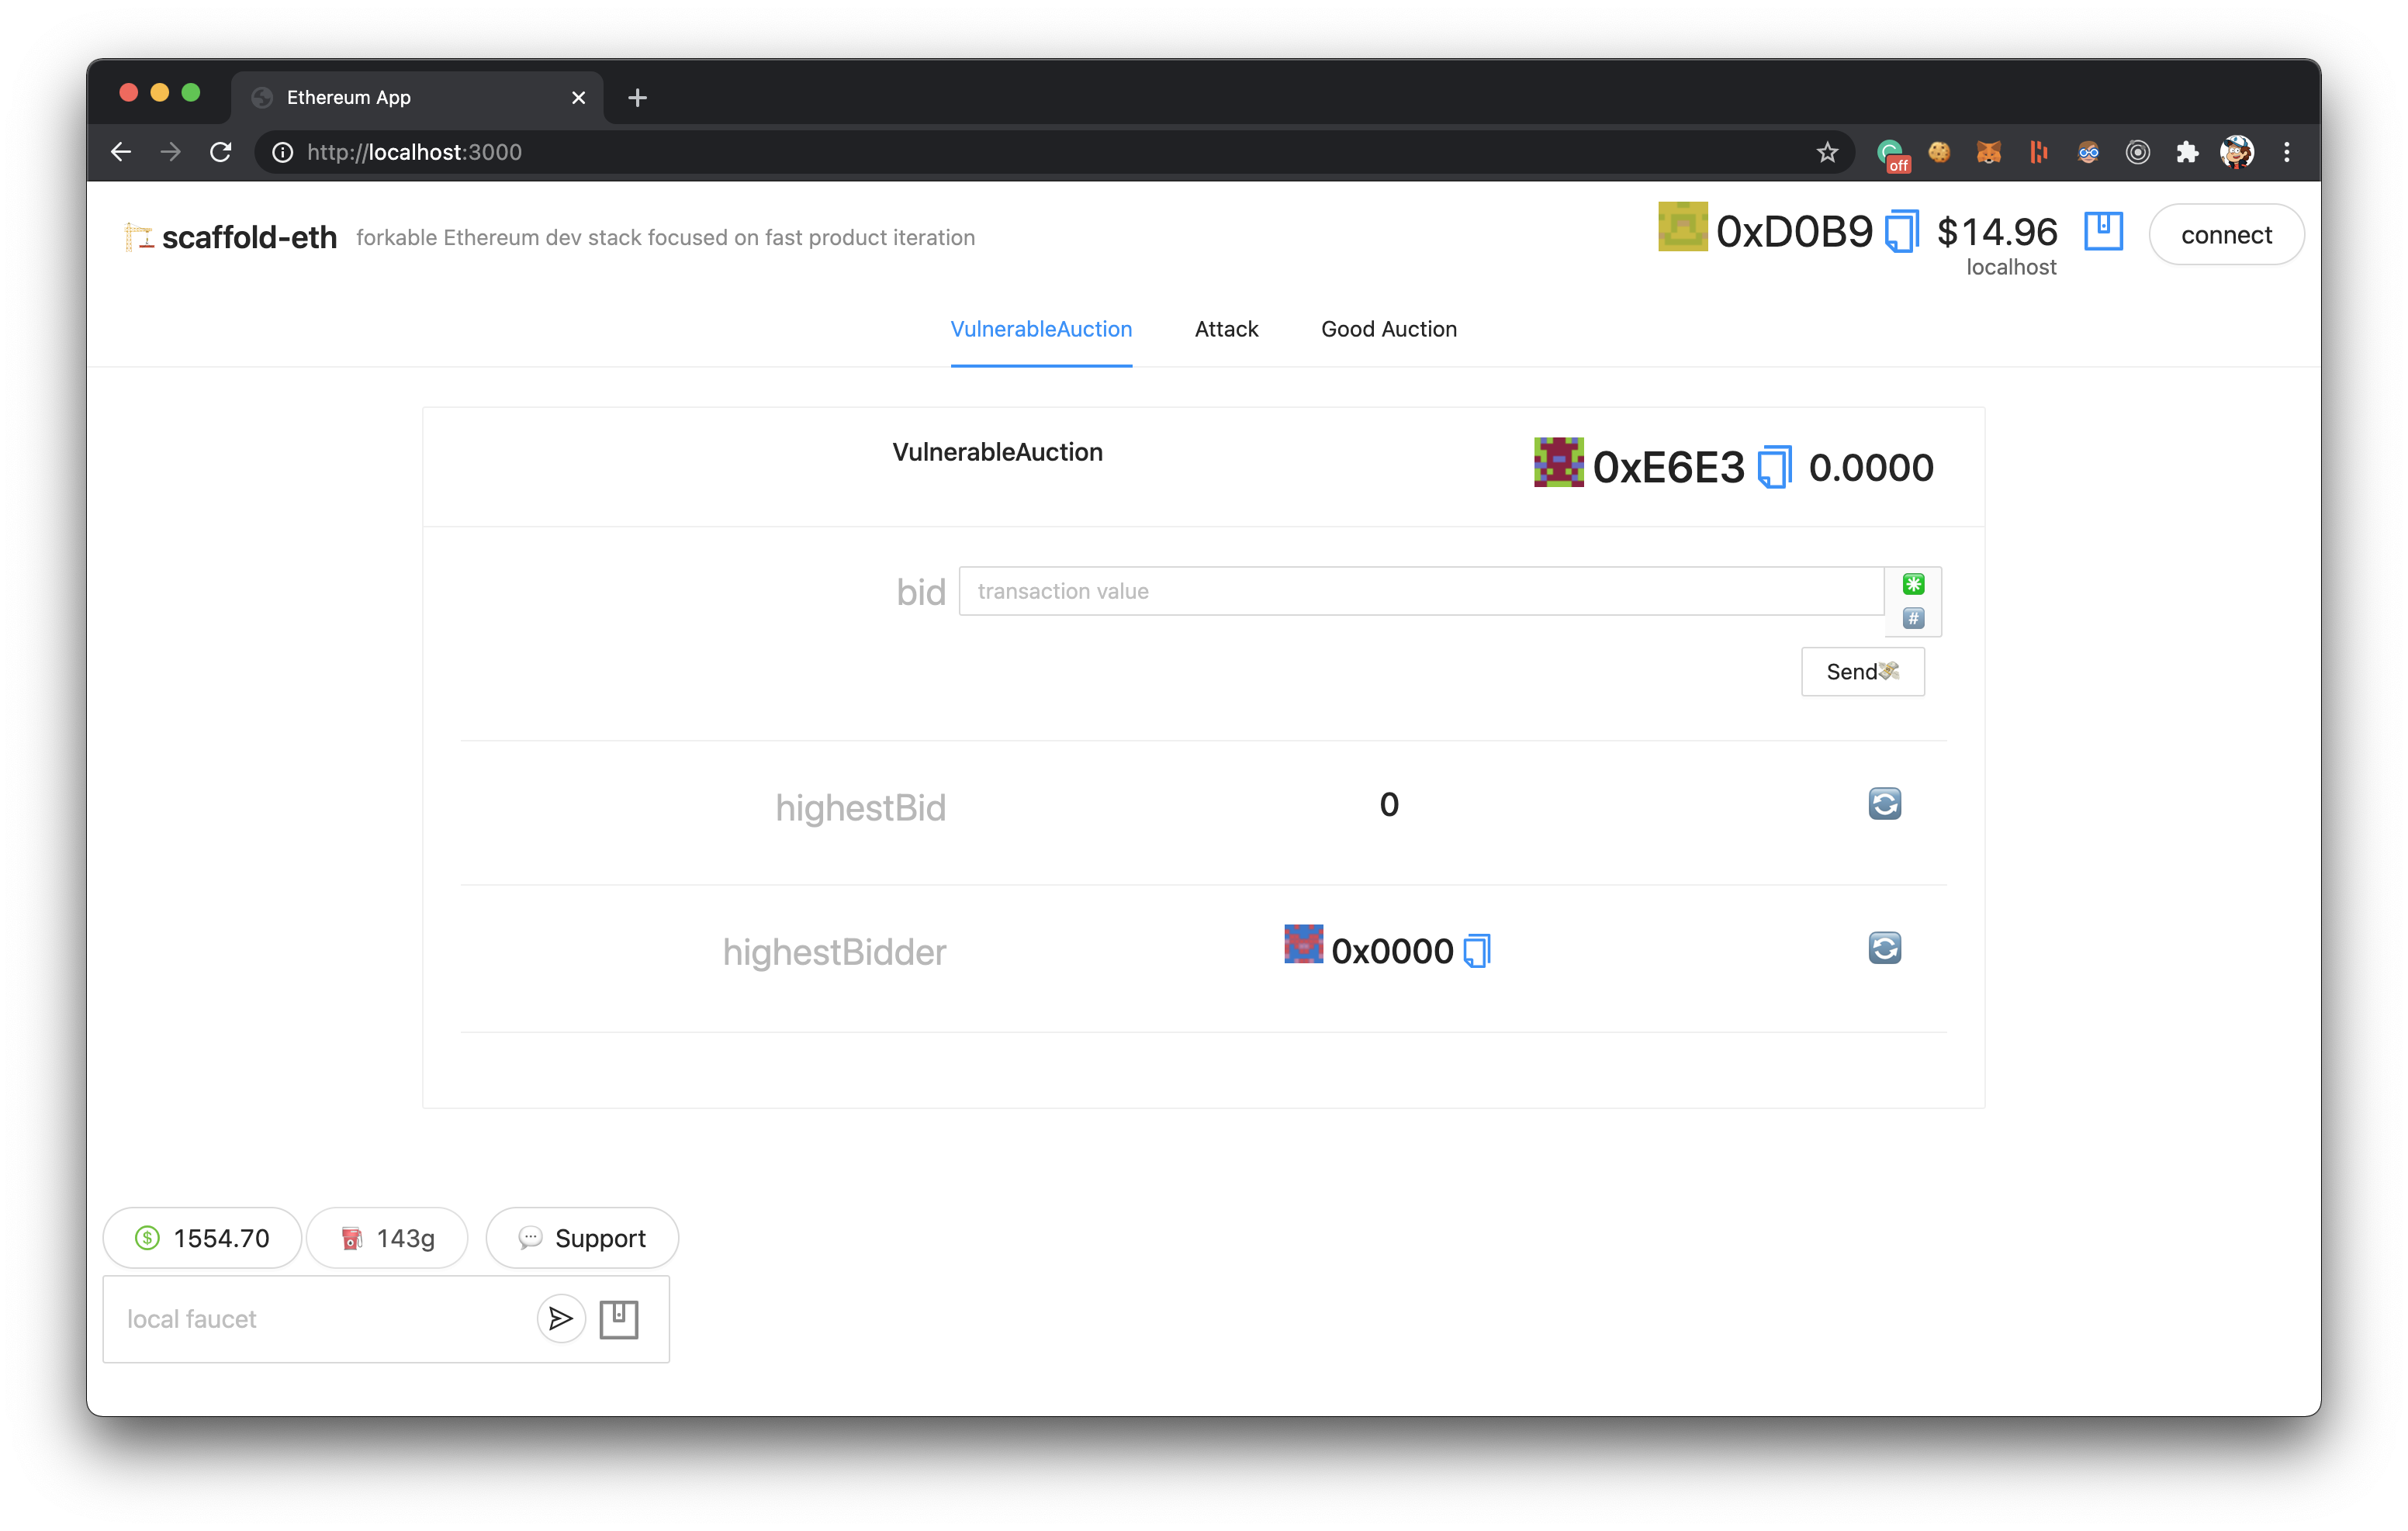 Ethereum App
http://localhost:3000
off
scaffold-eth forkable Ethereum dev stack focused on fast product iteration
0xD0B9 $14.96 connect
localhost
VulnerableAuction Attack Good Auction
VulnerableAuction 0xE6E3 0.0000
bid transaction value
#
Send
highestBid 0
highestBidder 0x0000
$ 1554.70 143g Support
local faucet